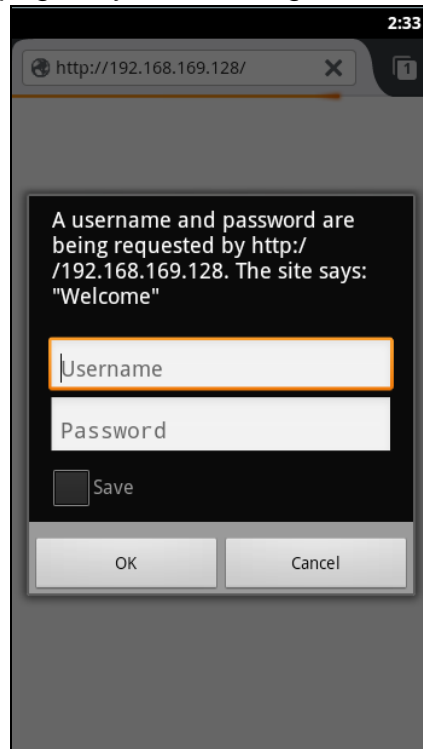 2:33
http://192.168.169.128/
1
A username and password are
being requested by http:/
/192.168.169.128. The site says:
"Welcome"
Username
Password
Save
OK Cancel